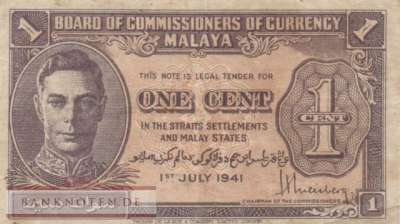 BOARD OF COMMISSIONERS OF CURRENCY
MALAYA
1
1
THIS NOTE IS LEGAL TENDER FOR
ONE CENT
IN THE STRAITS SETTLEMENTS
AND MALAY STATES
1
CENT
1ST JULY 1941
CHAIRMAN OF THE COMMISSIONERS
BANKNOTEN.DE
1